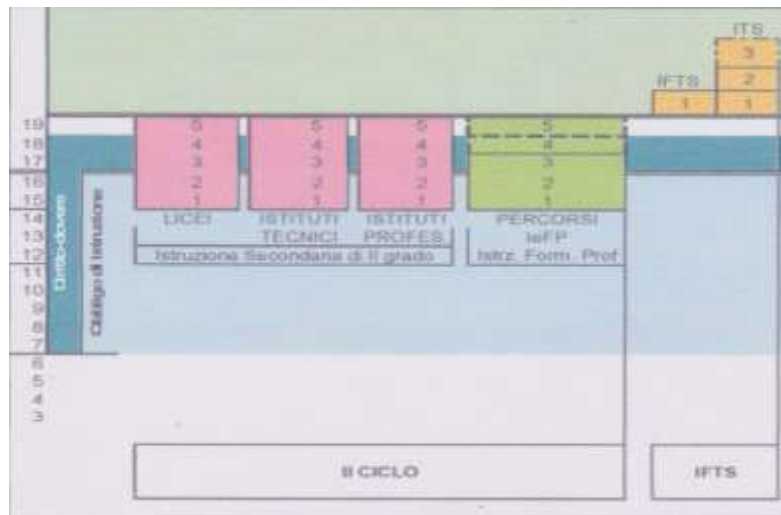 ITS
3
IFTS 2
1 1
19 5 5 5 5
18 4 4 4 4
17 3 3 3 3
16 2 2 2 2
15 1 1 1 1
14 LICEI ISTITUTI ISTITUTI PERCORSI
13 TECNICI PROFES. IeFP
12 Istruzione Secondaria di II grado Istrz. Form. Prof
11
10
9
8
7
6
5
4
3
Diritto-dovere
Obbligo di Istruzione
II CICLO IFTS